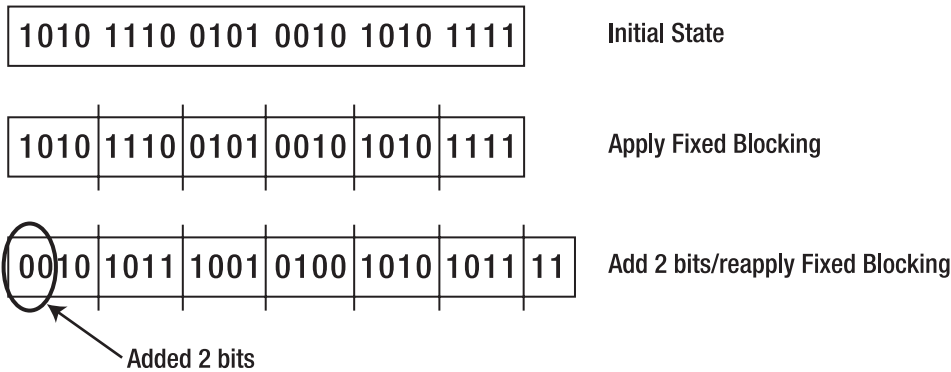 1010 1110 0101 0010 1010 1111 Initial State
1010 1110 0101 0010 1010 1111 Apply Fixed Blocking
0010 1011 1001 0100 1010 1011 11 Add 2 bits/reapply Fixed Blocking
Added 2 bits